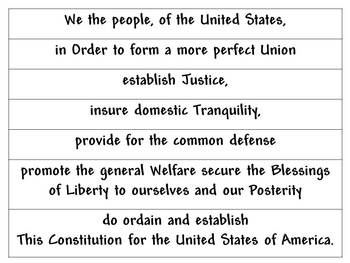 We the people, of the United States,
in Order to form a more perfect Union
establish Justice,
insure domestic Tranquility,
provide for the common defense
promote the general Welfare secure the Blessings
of Liberty to ourselves and our Posterity
do ordain and establish
This Constitution for the United States of America.